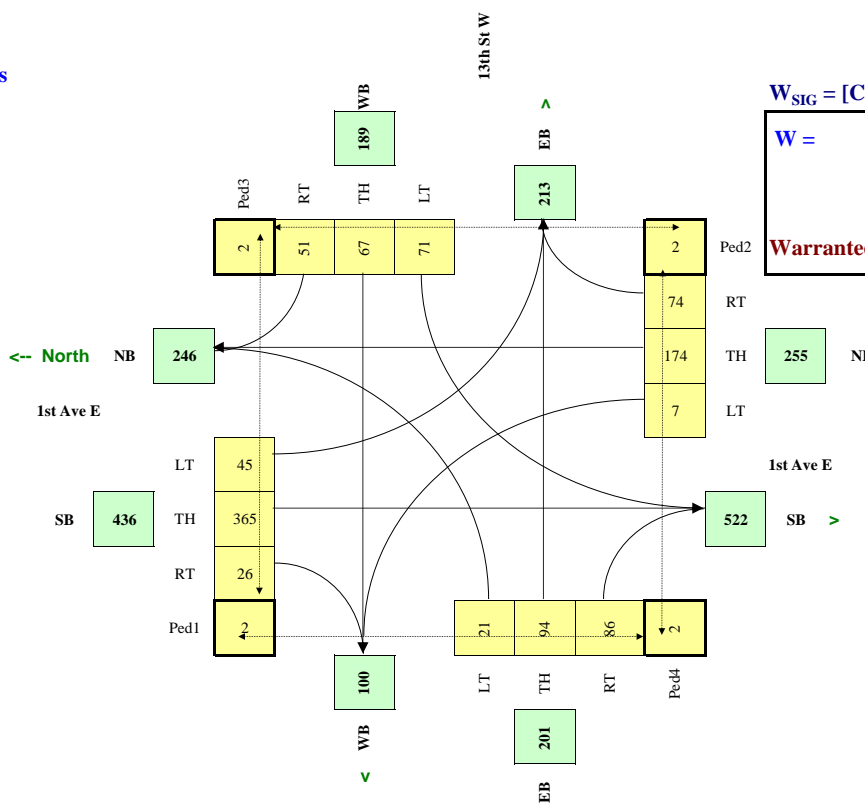 13th St W
s
W_SIG = [C
WB
189
^
EB
W =
Ped3
RT
TH
LT
213
2
51
67
71
2
Ped2
Warrante
74
RT
<-- North
NB
246
174
TH
255
1st Ave E
7
LT
LT
45
1st Ave E
SB
436
TH
365
522
SB
>
RT
26
Ped1
2
21
94
86
2
100
LT
TH
RT
Ped4
WB
201
v
EB